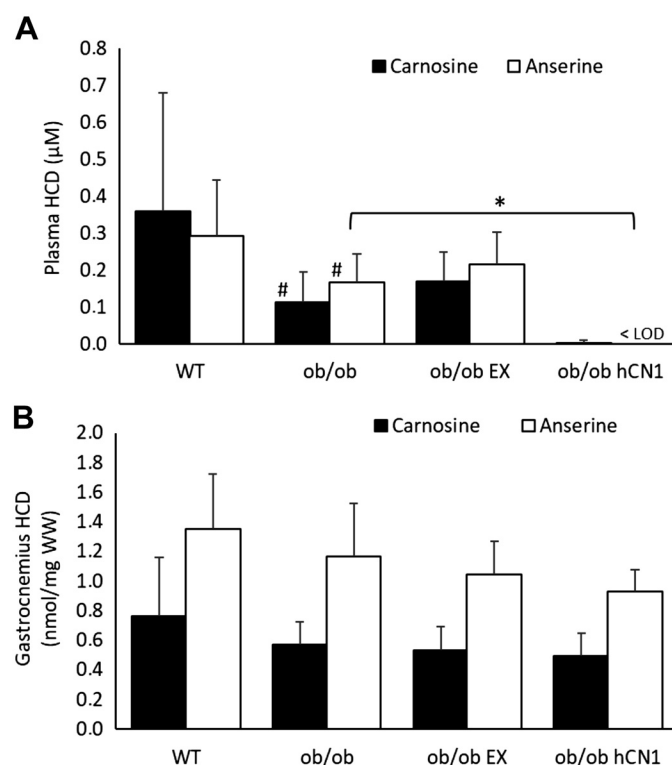 A
0.8
0.7
0.6
0.5
0.4
0.3
0.2
0.1
0.0
Plasma HCD (µM)
Carnosine Anserine
*
# #
< LOD
WT ob/ob ob/ob EX ob/ob hCN1
B
2.0
1.8
1.6
1.4
1.2
1.0
0.8
0.6
0.4
0.2
0.0
Gastrocnemius HCD
(nmol/mg WW)
Carnosine Anserine
WT ob/ob ob/ob EX ob/ob hCN1